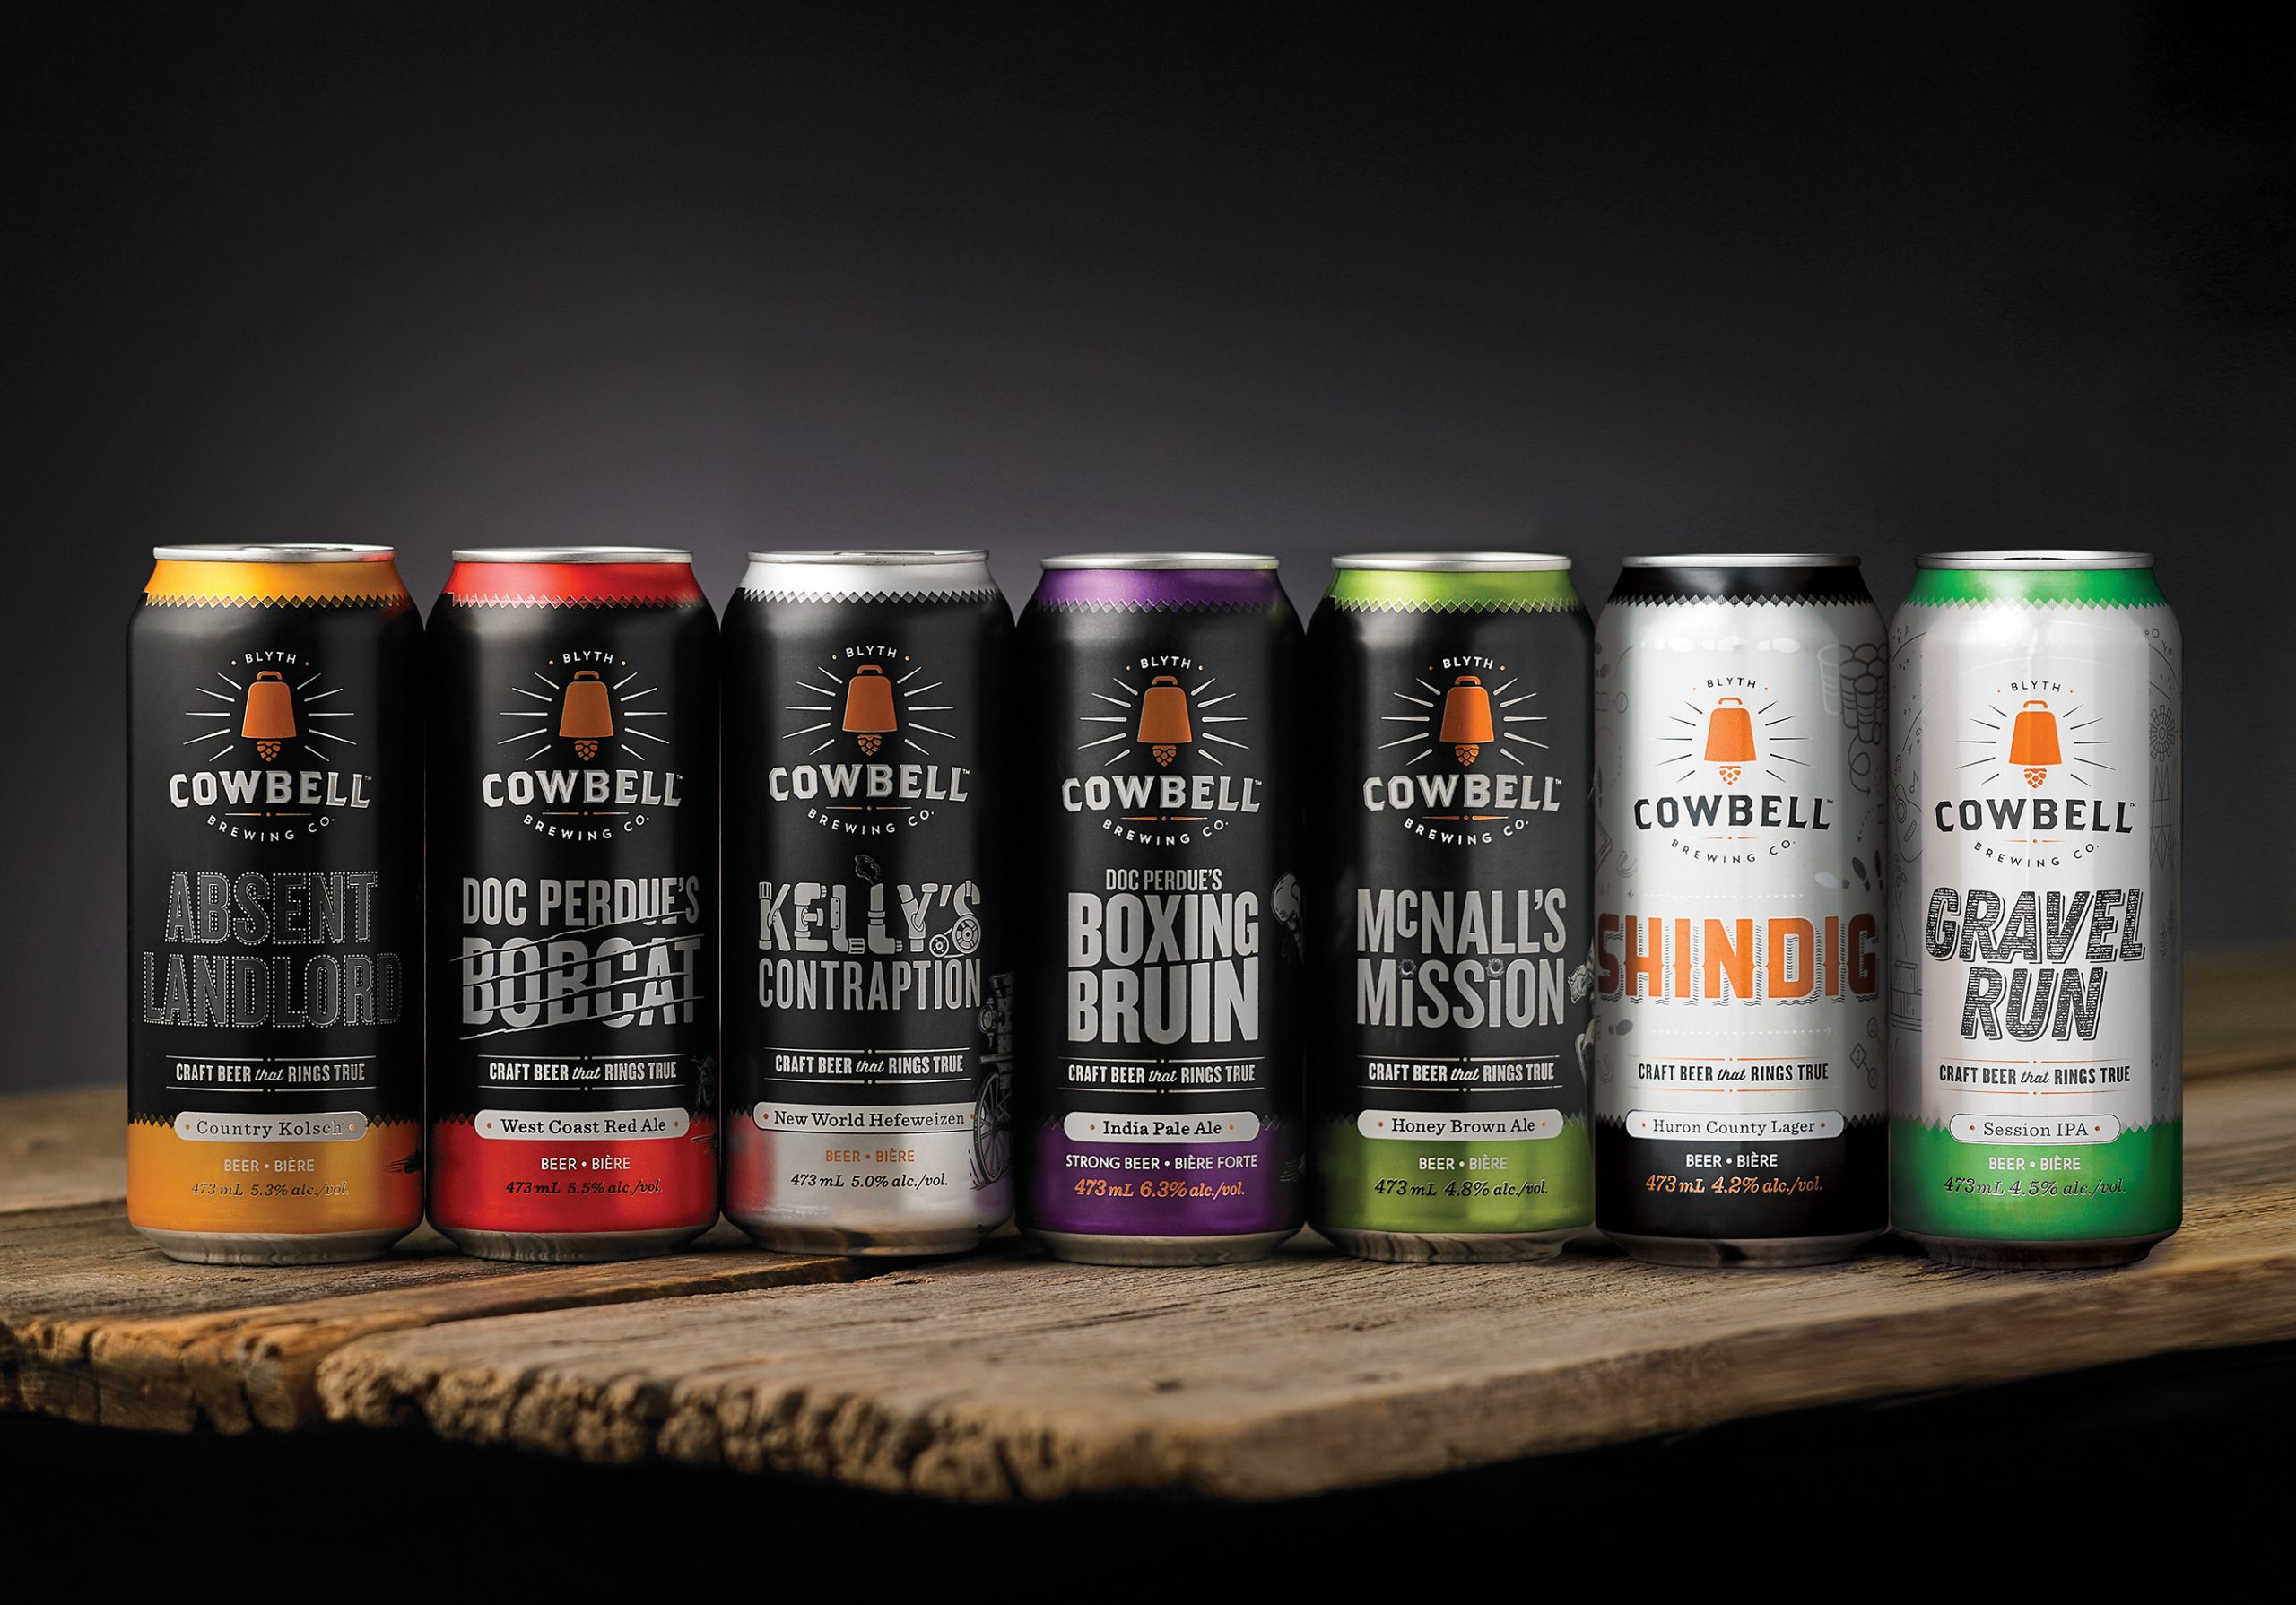 BLYTH
COWBELL™
BREWING CO.
ABSENT
LANDLORD
CRAFT BEER that RINGS TRUE
Country Kolsch
BEER • BIÈRE
473 mL 5.3% alc./vol.
BLYTH
COWBELL™
BREWING CO.
DOC PERDUE'S
BOBCAT
CRAFT BEER that RINGS TRUE
West Coast Red Ale
BEER • BIÈRE
473 mL 5.5% alc./vol.
BLYTH
COWBELL™
BREWING CO.
KELLY'S
CONTRAPTION
CRAFT BEER that RINGS TRUE
New World Hefeweizen
BEER • BIÈRE
473 mL 5.0% alc./vol.
BLYTH
COWBELL™
BREWING CO.
DOC PERDUE'S
BOXING
BRUIN
CRAFT BEER that RINGS TRUE
India Pale Ale
STRONG BEER • BIÈRE FORTE
473 mL 6.3% alc./vol.
BLYTH
COWBELL™
BREWING CO.
McNALL'S
MiSSiON
CRAFT BEER that RINGS TRUE
Honey Brown Ale
BEER • BIÈRE
473 mL 4.8% alc./vol.
BLYTH
COWBELL™
BREWING CO.
SHINDIG
CRAFT BEER that RINGS TRUE
Huron County Lager
BEER • BIÈRE
473 mL 4.2% alc./vol.
BLYTH
COWBELL™
BREWING CO.
GRAVEL
RUN
CRAFT BEER that RINGS TRUE
Session IPA
BEER • BIÈRE
473 mL 4.5% alc./vol.